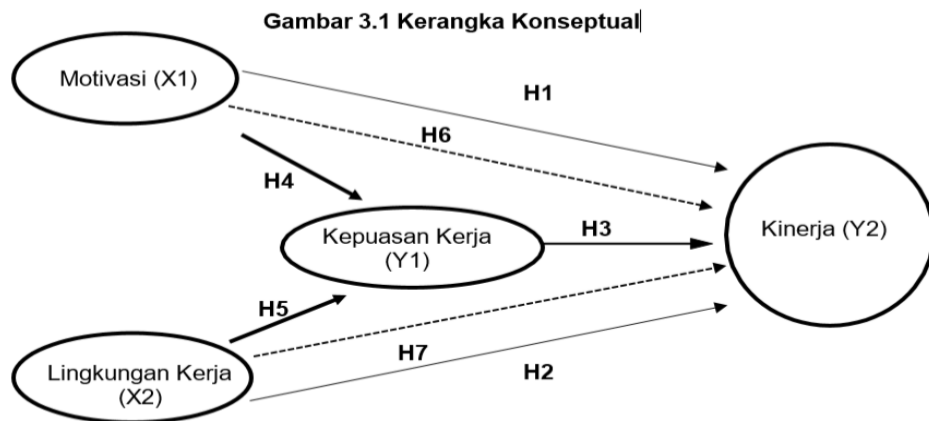 Gambar 3.1 Kerangka Konseptual
Motivasi (X1)
H1
H6
H4
Kepuasan Kerja
(Y1)
H3
Kinerja (Y2)
H5
Lingkungan Kerja
(X2)
H7
H2